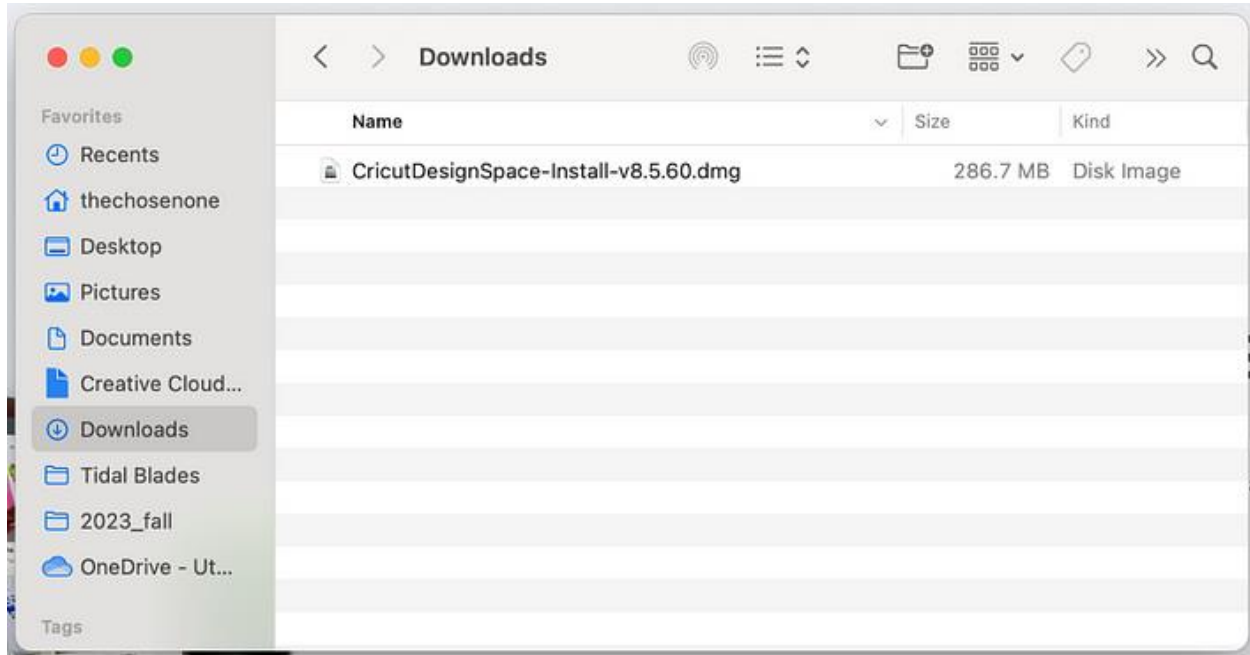 Downloads
Favorites
Recents
thechosenone
Desktop
Pictures
Documents
Creative Cloud...
Downloads
Tidal Blades
2023_fall
OneDrive - Ut...
Tags
Name Size Kind
CricutDesignSpace-Install-v8.5.60.dmg 286.7 MB Disk Image